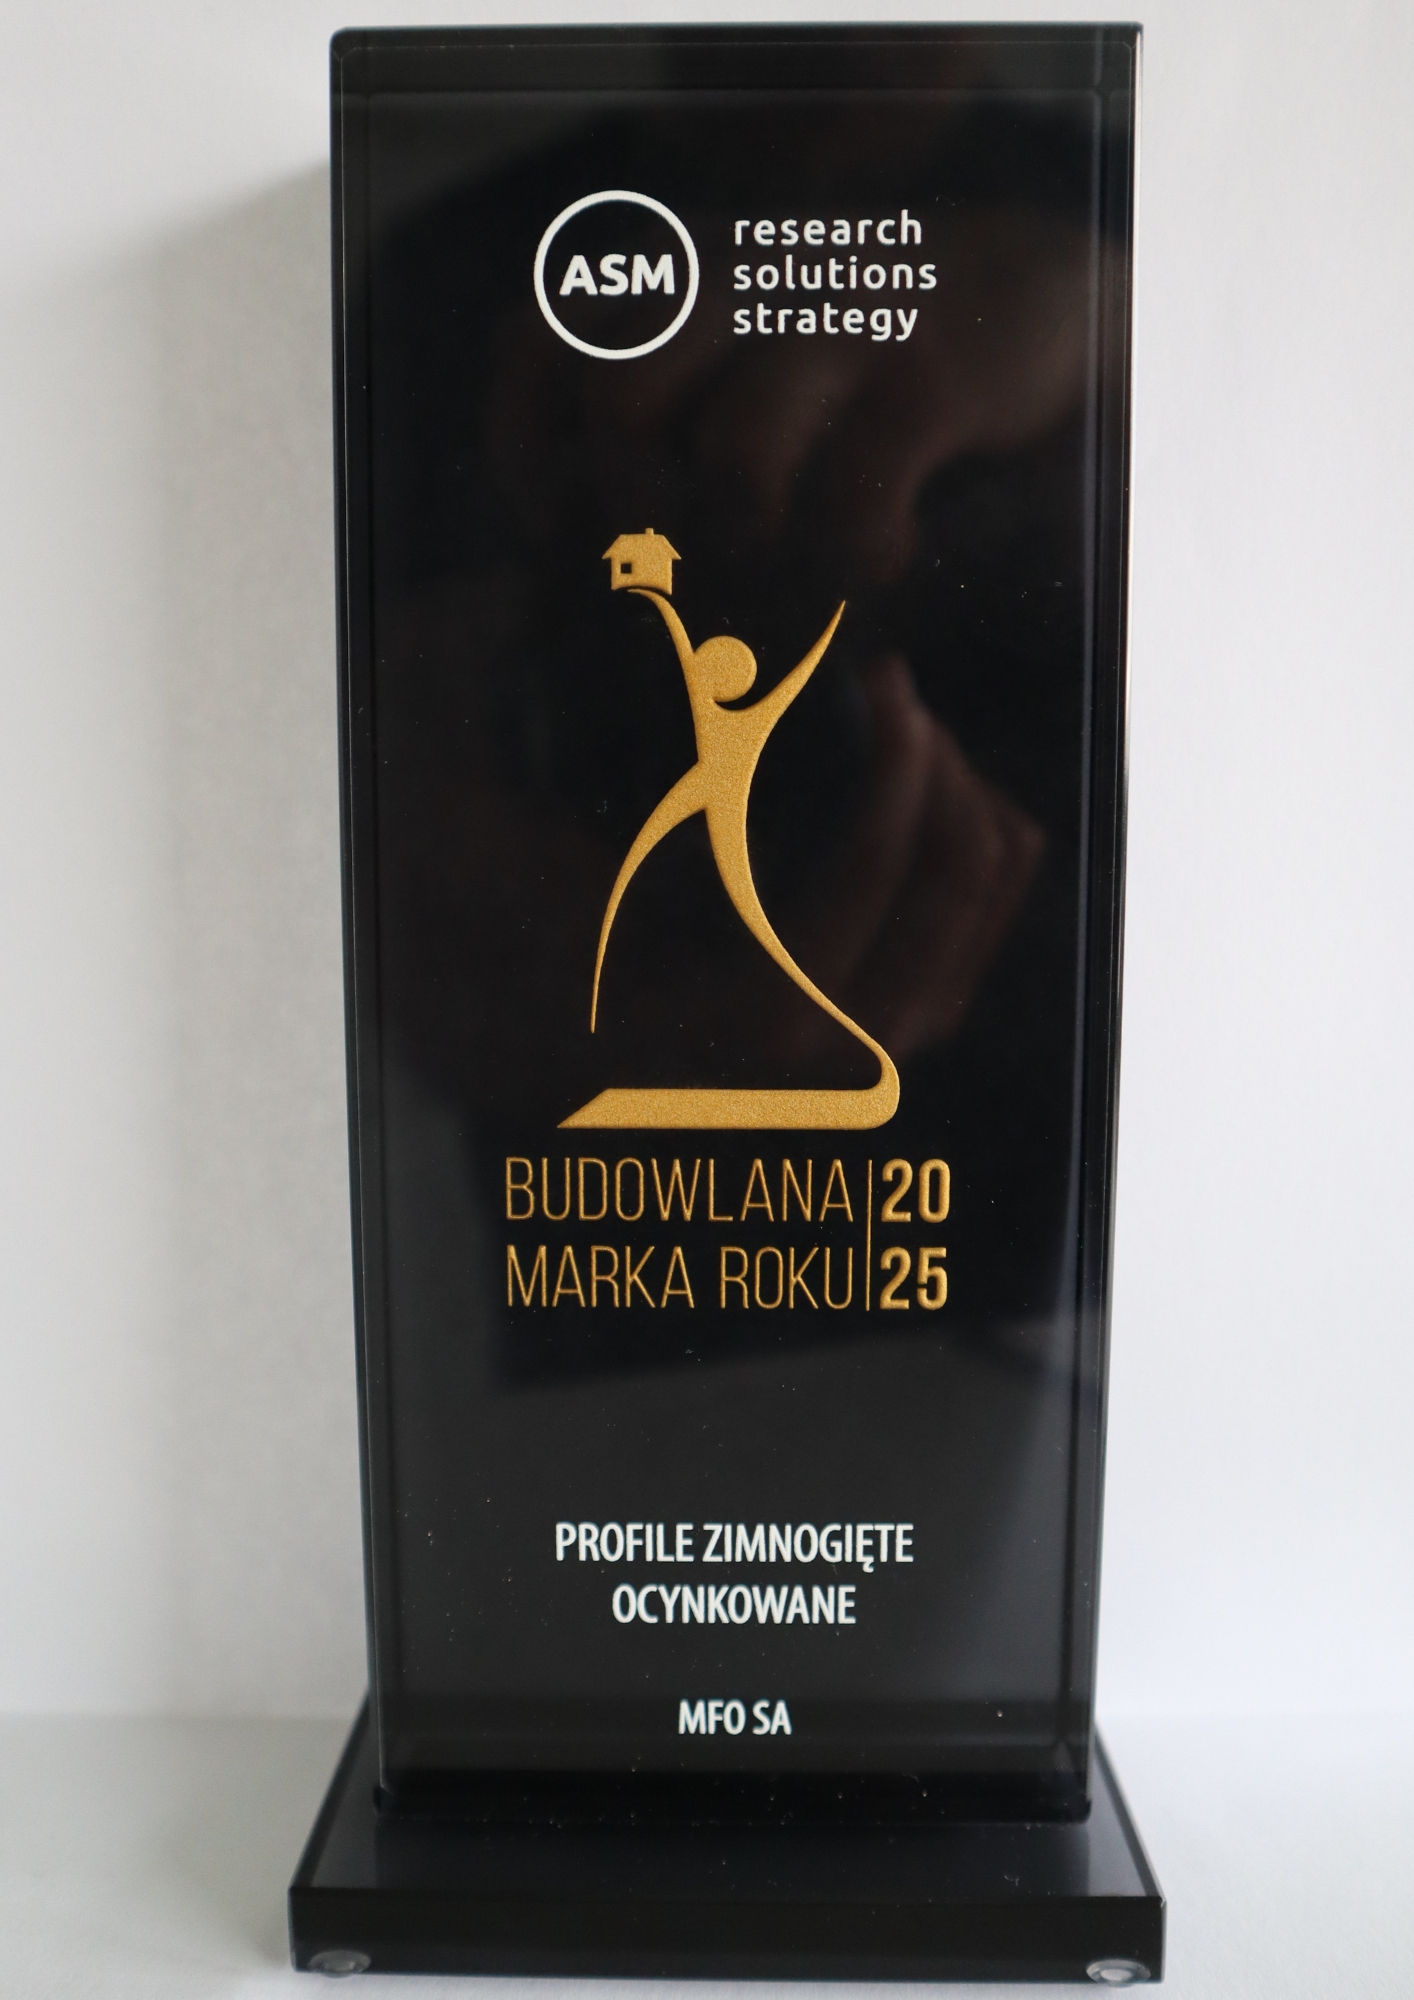 ASM
research
solutions
strategy
BUDOWLANA 20
MARKA ROKU 25
PROFILE ZIMNOGIĘTE
OCYNKOWANE
MFO SA